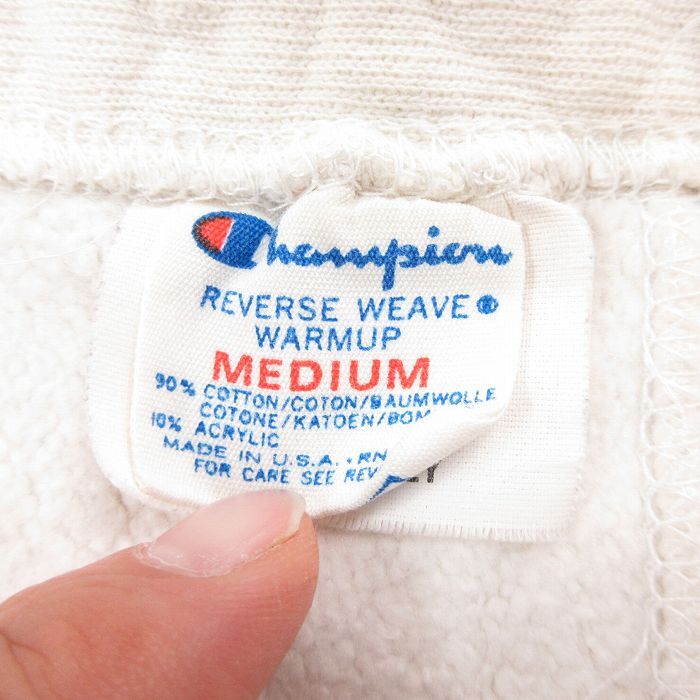 Champion
REVERSE WEAVE®
WARMUP
MEDIUM
90% COTTON/COTON/BAUMWOLLE
COTONE/KATOEN/BOM
10% ACRYLIC
MADE IN U.S.A. • RN
FOR CARE SEE REV